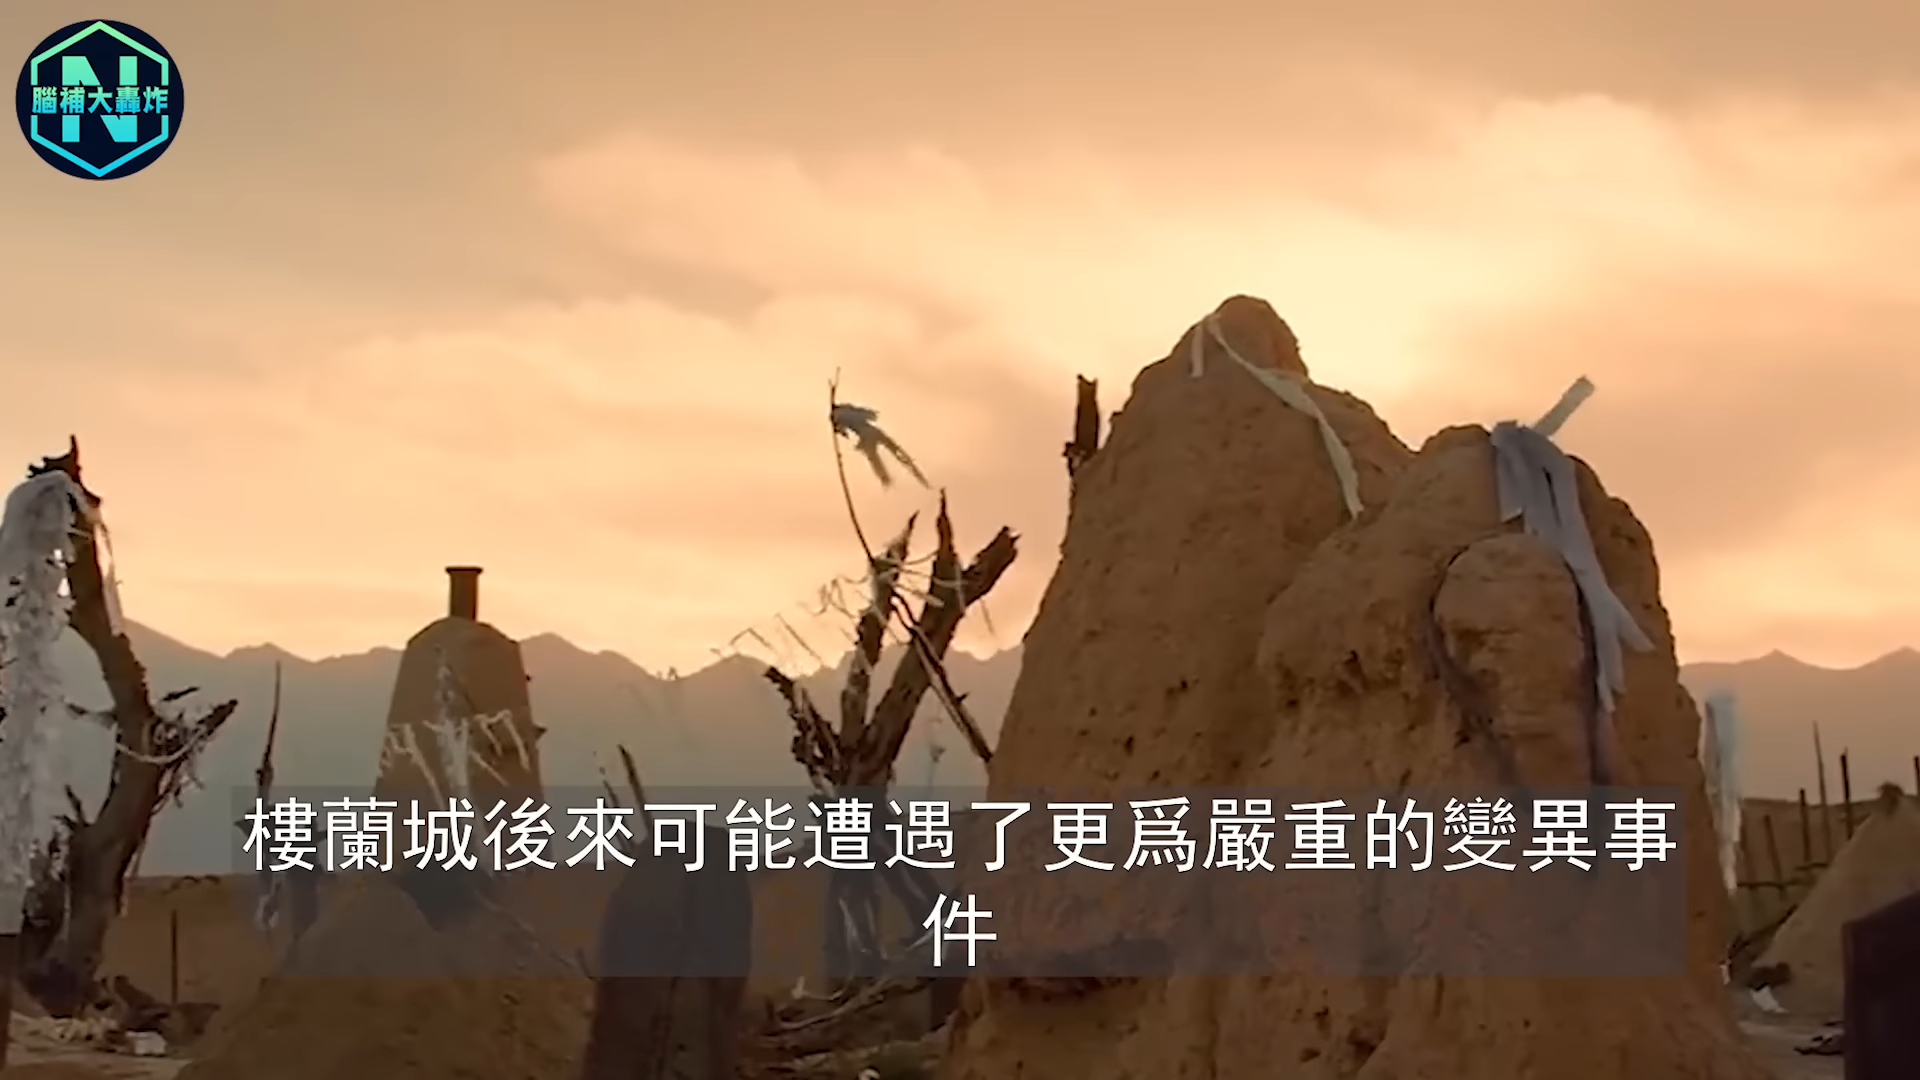 腦補大轟炸
樓蘭城後來可能遭遇了更爲嚴重的變異事
件